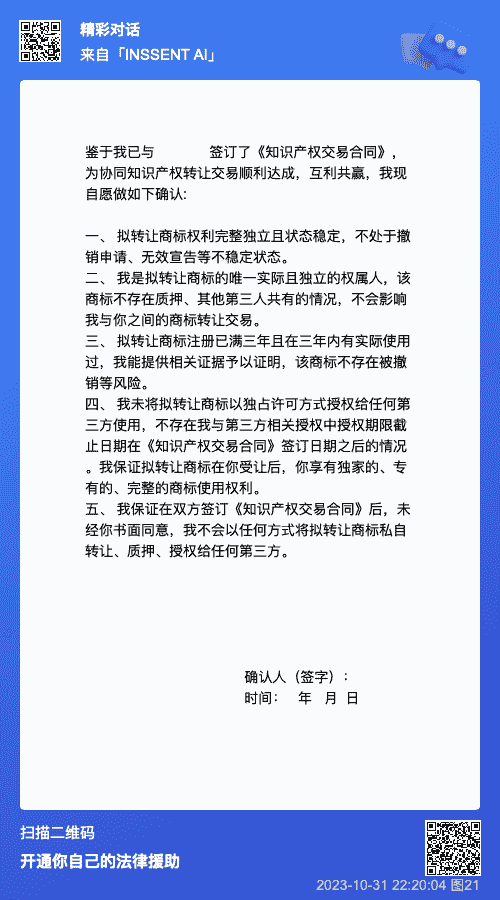 精彩对话
来自「INSSENT AI」
鉴于我已与 签订了《知识产权交易合同》，
为协同知识产权转让交易顺利达成，互利共赢，我现
自愿做如下确认:
一、 拟转让商标权利完整独立且状态稳定，不处于撤
销申请、无效宣告等不稳定状态。
二、 我是拟转让商标的唯一实际且独立的权属人，该
商标不存在质押、其他第三人共有的情况，不会影响
我与你之间的商标转让交易。
三、 拟转让商标注册已满三年且在三年内有实际使用
过，我能提供相关证据予以证明，该商标不存在被撤
销等风险。
四、 我未将拟转让商标以独占许可方式授权给任何第
三方使用，不存在我与第三方相关授权中授权期限截
止日期在《知识产权交易合同》签订日期之后的情况
。我保证拟转让商标在你受让后，你享有独家的、专
有的、完整的商标使用权利。
五、 我保证在双方签订《知识产权交易合同》后，未
经你书面同意，我不会以任何方式将拟转让商标私自
转让、质押、授权给任何第三方。
确认人（签字）:
时间: 年 月 日
扫描二维码
开通你自己的法律援助
2023-10-31 22:20:04 图21